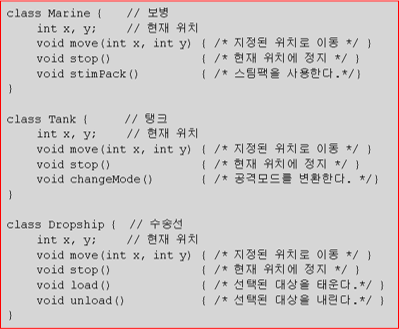 class Marine {    // 보병
    int x, y;     // 현재 위치
    void move(int x, int y) { /* 지정된 위치로 이동 */ }
    void stop()             { /* 현재 위치에 정지 */ }
    void stimPack()         { /* 스팀팩을 사용한다.*/}
}
class Tank {     // 탱크
    int x, y;     // 현재 위치
    void move(int x, int y) { /* 지정된 위치로 이동 */ }
    void stop()             { /* 현재 위치에 정지 */ }
    void changeMode()       { /* 공격모드를 변환한다. */}
}
class Dropship {  // 수송선
    int x, y;     // 현재 위치
    void move(int x, int y) { /* 지정된 위치로 이동 */ }
    void stop()             { /* 현재 위치에 정지 */ }
    void load()             { /* 선택된 대상을 태운다.*/ }
    void unload()           { /* 선택된 대상을 내린다.*/ }
}